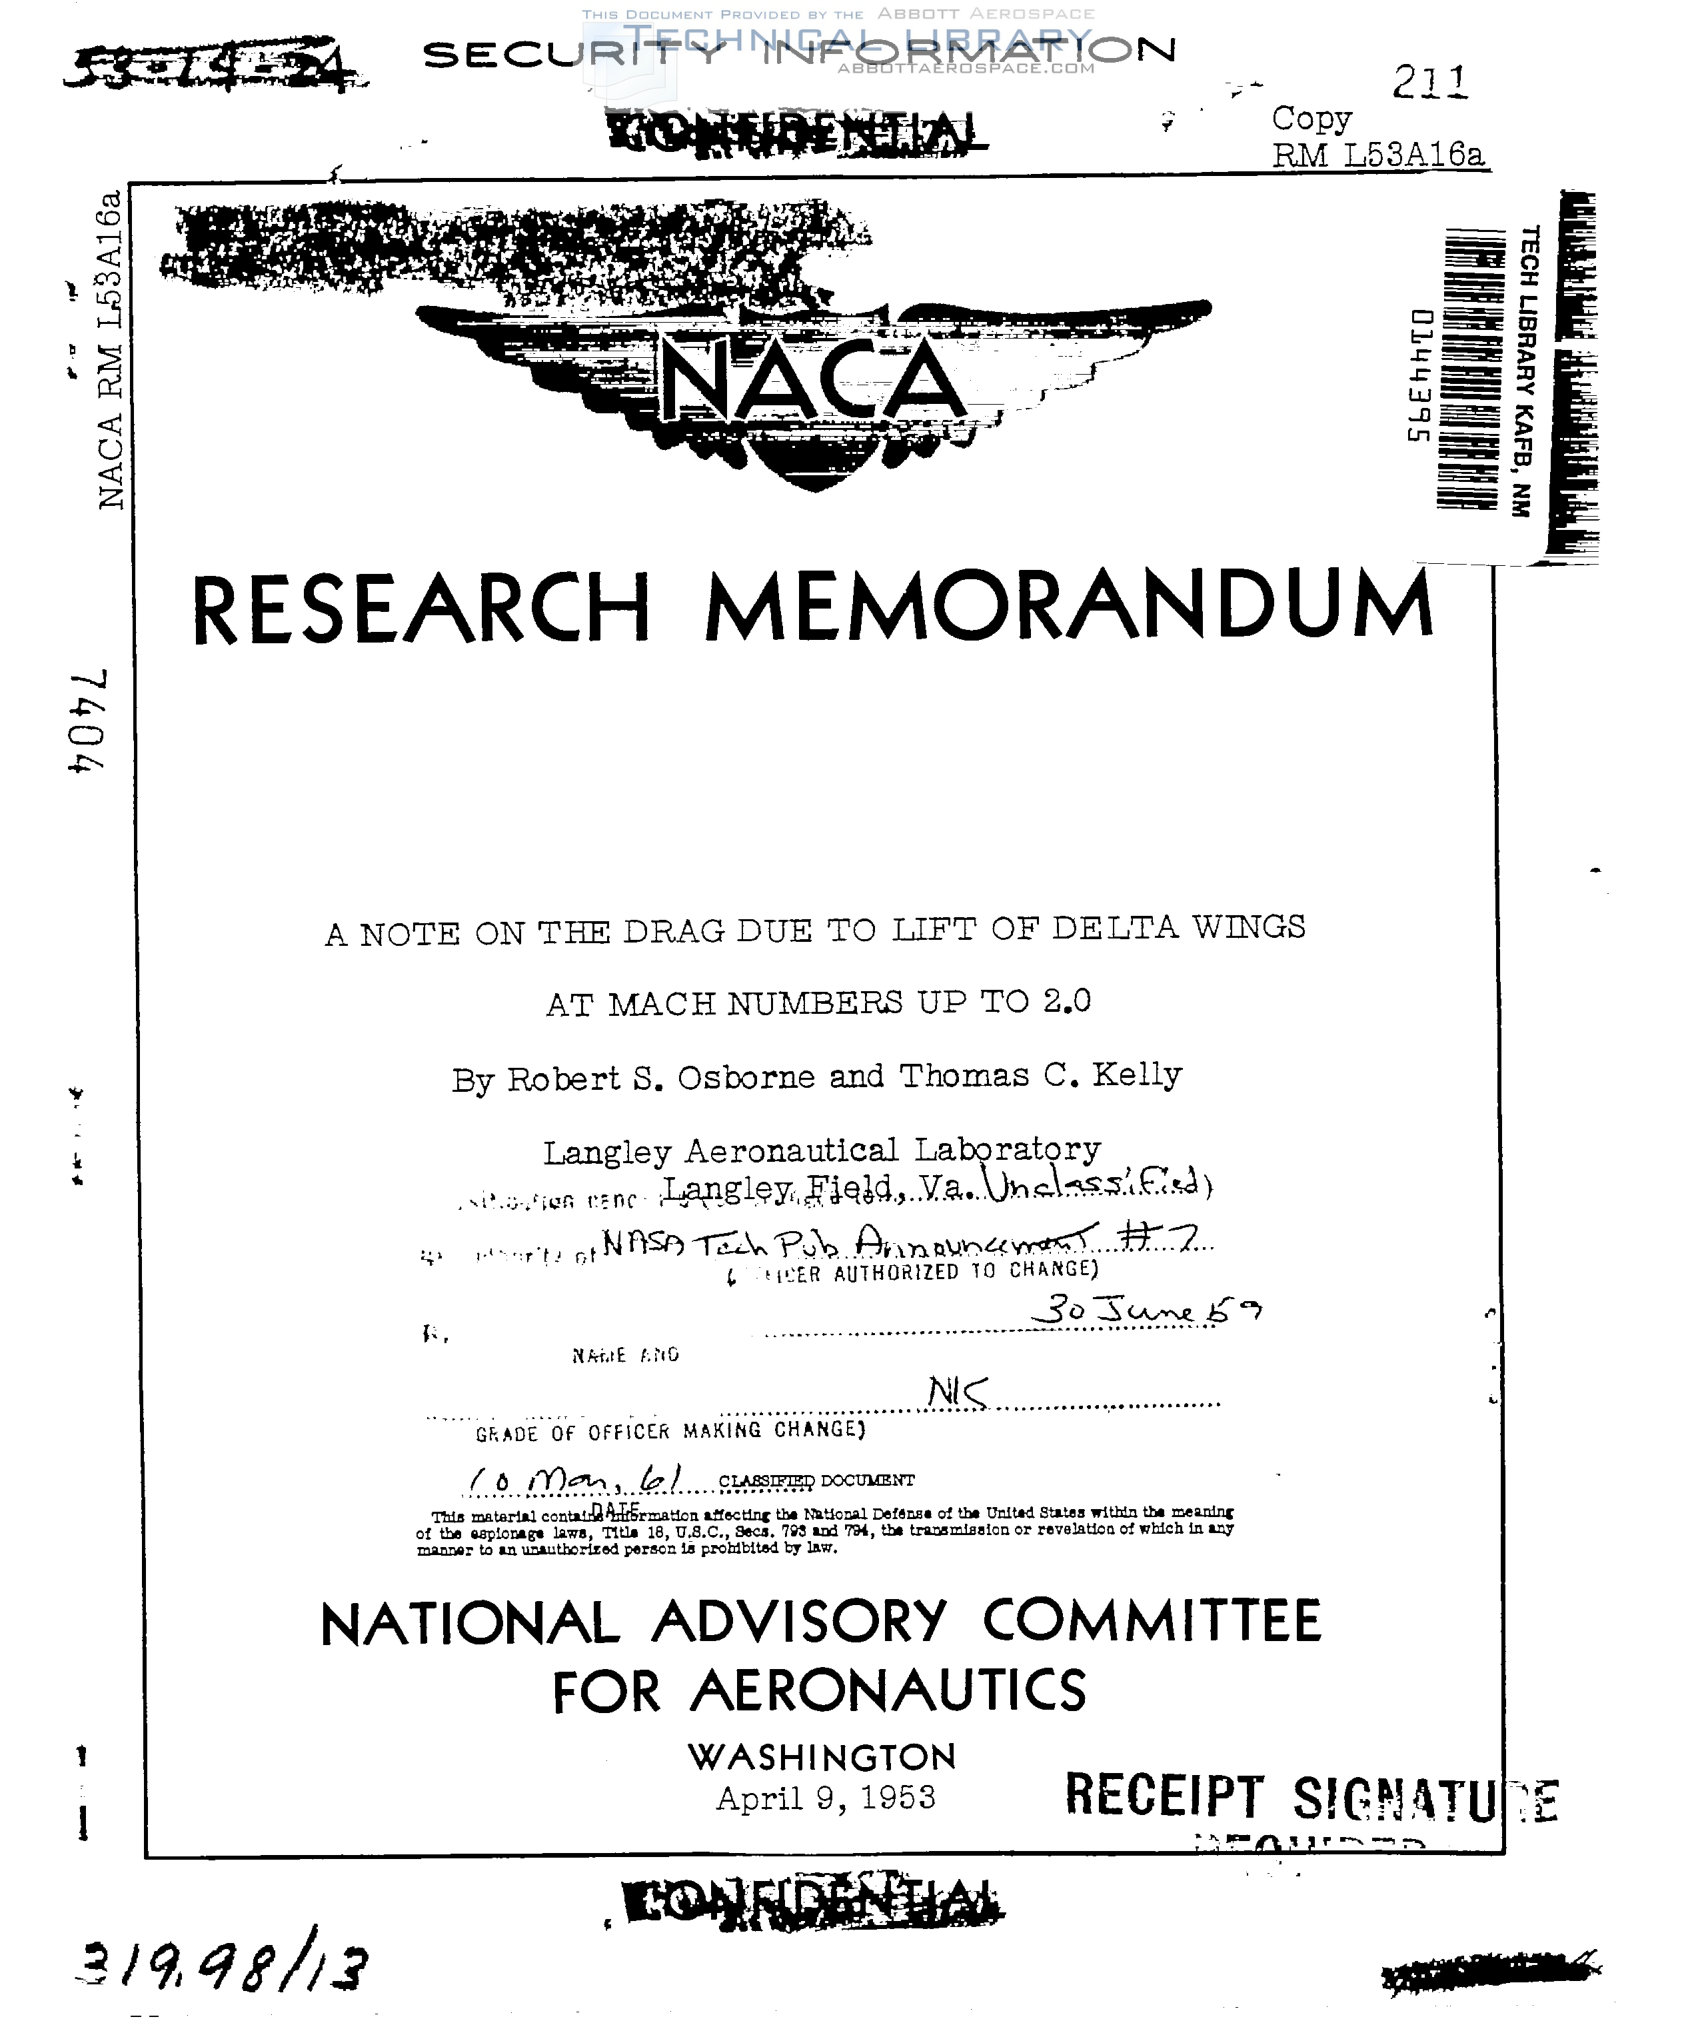 THIS DOCUMENT PROVIDED BY THE ABBOTT AEROSPACE
TECHNICAL LIBRARY
ABBOTTAEROSPACE.COM
SECURITY INFORMATION
CONFIDENTIAL
211
Copy
RM L53A16a
NACA RM L53A16a
7404
TECH LIBRARY KAFB, NM
0144395
NACA
RESEARCH MEMORANDUM
A NOTE ON THE DRAG DUE TO LIFT OF DELTA WINGS
AT MACH NUMBERS UP TO 2.0
By Robert S. Osborne and Thomas C. Kelly
Langley Aeronautical Laboratory
Langley Field, Va.
Unclassified)
NASA Tech Pub Announcement #7
OFFICER AUTHORIZED TO CHANGE)
30 June 59
NAME AND
NK
GRADE OF OFFICER MAKING CHANGE)
10 Mar, 61
DATE
CLASSIFIED DOCUMENT
This material contains information affecting the National Defense of the United States within the meaning
of the espionage laws, Title 18, U.S.C., Secs. 793 and 794, the transmission or revelation of which in any
manner to an unauthorized person is prohibited by law.
NATIONAL ADVISORY COMMITTEE
FOR AERONAUTICS
WASHINGTON
April 9, 1953
RECEIPT SIGNATURE
REQUIRED
CONFIDENTIAL
319.98/13